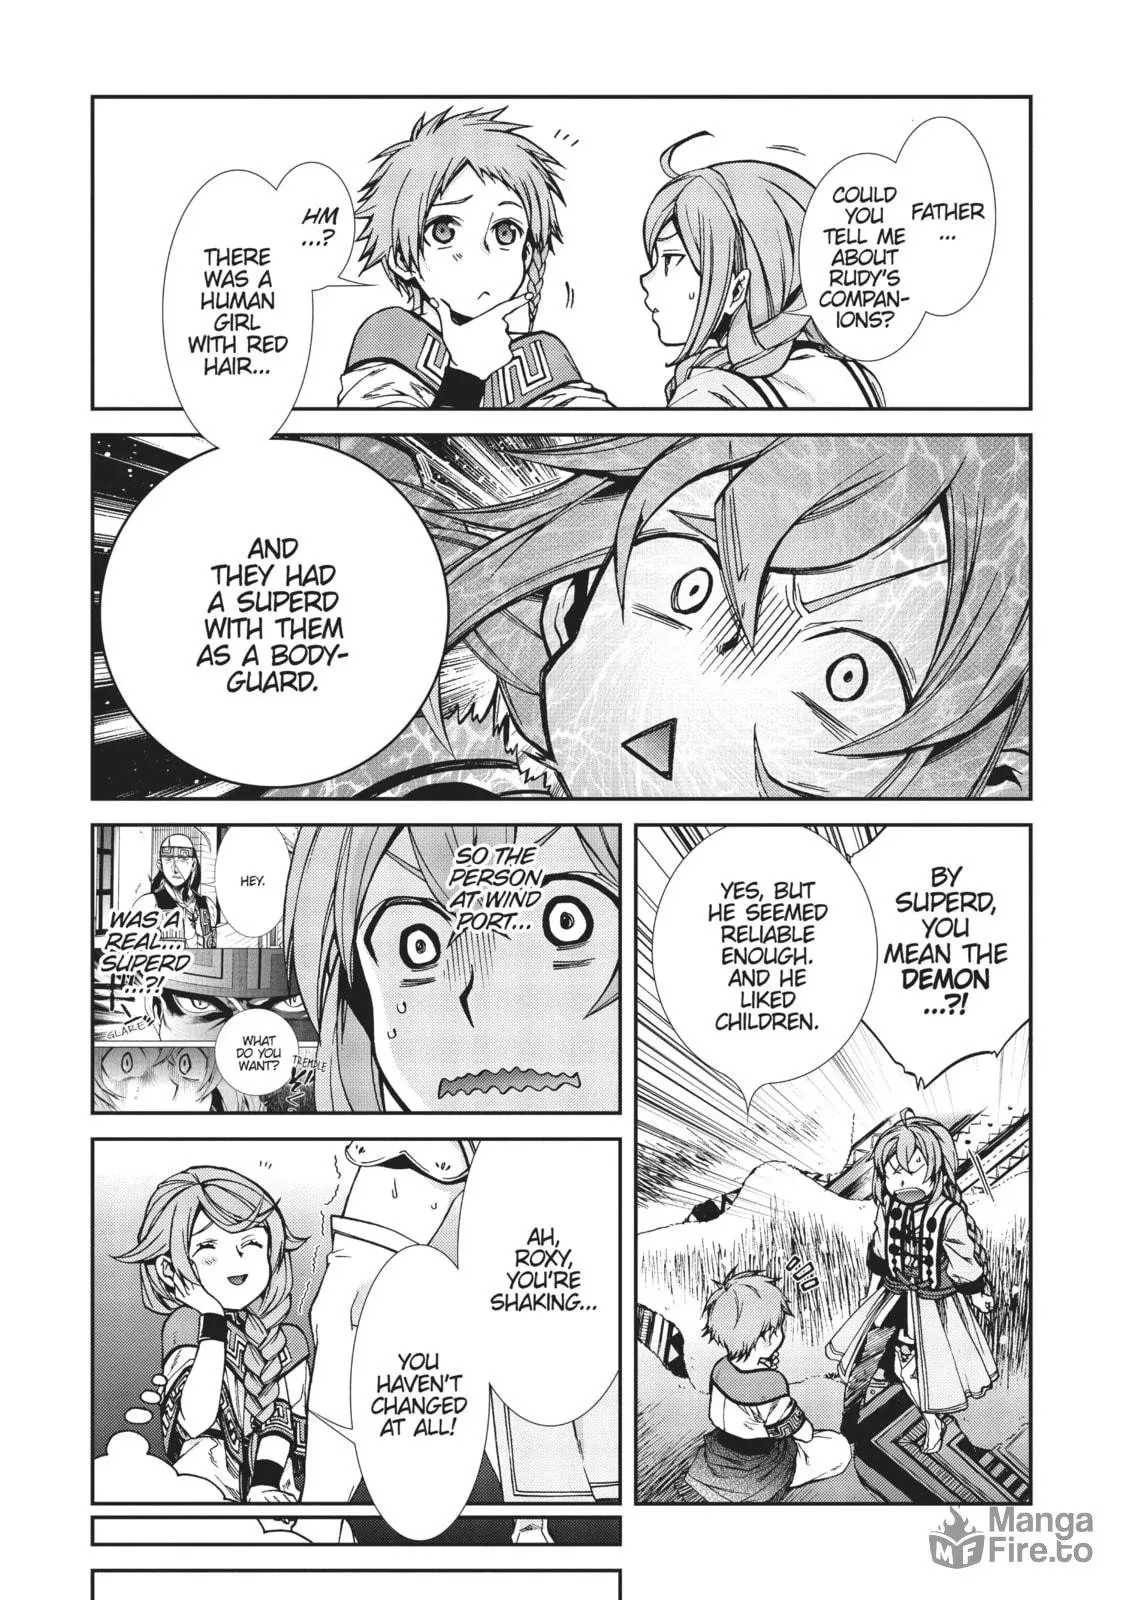 FATHER
...
COULD
YOU
TELL ME
ABOUT
RUDY'S
COMPAN-
IONS?
HM
...?
THERE
WAS A
HUMAN
GIRL
WITH RED
HAIR...
AND
THEY HAD
A SUPERD
WITH THEM
AS A BODY-
GUARD.
BY
SUPERD,
YOU
MEAN THE
DEMON
...?!
YES, BUT
HE SEEMED
RELIABLE
ENOUGH.
AND HE
LIKED
CHILDREN.
SO THE
PERSON
AT WIND
PORT...
HEY.
WAS A
REAL...
SUPERD
...?!
GLARE
WHAT
DO YOU
WANT?
TREMBLE
AH,
ROXY,
YOU'RE
SHAKING...
YOU
HAVEN'T
CHANGED
AT ALL!
Manga
Fire.to
MF